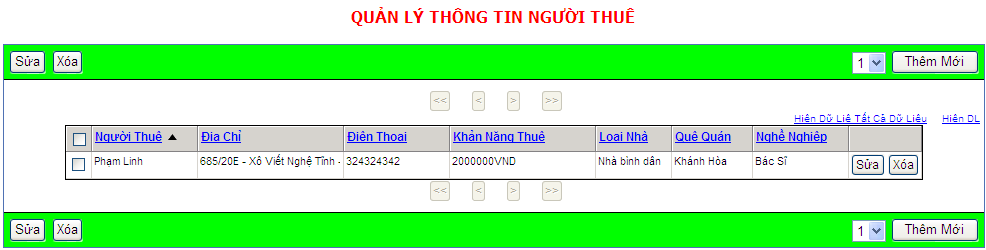 QUẢN LÝ THÔNG TIN NGƯỜI THUÊ
Sửa Xóa 1 Thêm Mới
<< < > >>
Hiện Dữ Liê Tất Cả Dữ Liệu Hiện DL
Người Thuê Địa Chỉ Điện Thoại Khản Năng Thuê Loại Nhà Quê Quán Nghề Nghiệp
Phạm Linh 685/20E - Xô Viết Nghệ Tĩnh - 324324342 2000000VND Nhà bình dân Khánh Hòa Bác Sĩ Sửa Xóa
<< < > >>
Sửa Xóa 1 Thêm Mới